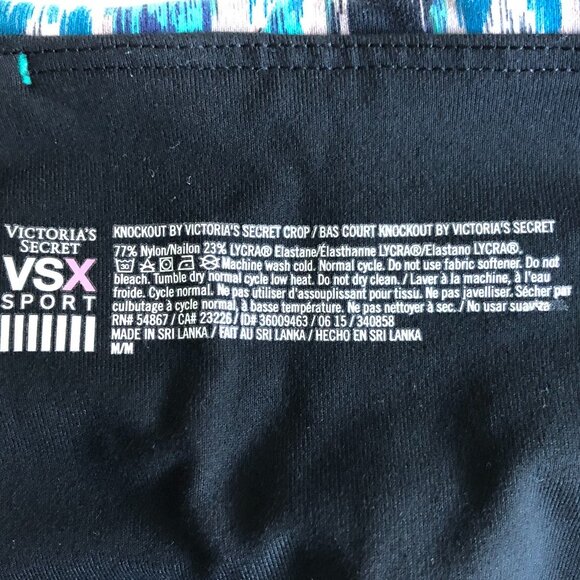 VICTORIA'S
SECRET
VSX
SPORT
KNOCKOUT BY VICTORIA'S SECRET CROP / BAS COURT KNOCKOUT BY VICTORIA'S SECRET
77% Nylon/Nailon 23% LYCRA® Elastane/Élasthanne LYCRA®/Elastano LYCRA®.
Machine wash cold. Normal cycle. Do not use fabric softener. Do not
bleach. Tumble dry normal cycle low heat. Do not dry clean. / Laver à la machine, à l'eau
froide. Cycle normal. Ne pas utiliser d'assouplissant pour tissu. Ne pas javelliser. Sécher par
culbutage à cycle normal, à basse température. Ne pas nettoyer à sec. / No usar
RN# 54867 / CA# 23226 / ID# 36009463 / 06 15 / 340858
MADE IN SRI LANKA / FAIT AU SRI LANKA / HECHO EN SRI LANKA
M/M